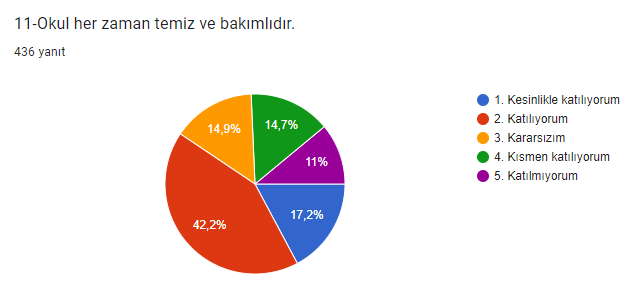 11-Okul her zaman temiz ve bakımlıdır.
436 yanıt
1. Kesinlikle katılıyorum
2. Katılıyorum
3. Kararsızım
4. Kısmen katılıyorum
5. Katılmıyorum
14,9%
14,7%
11%
17,2%
42,2%